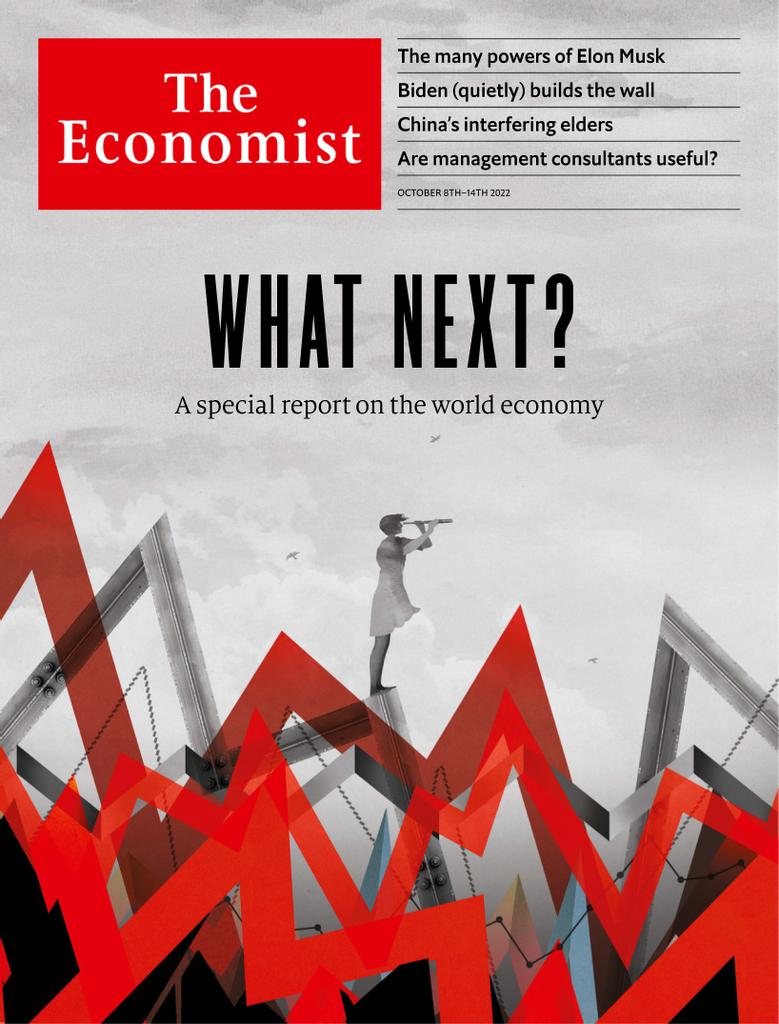 The
Economist
The many powers of Elon Musk
Biden (quietly) builds the wall
China’s interfering elders
Are management consultants useful?
OCTOBER 8TH–14TH 2022
WHAT NEXT?
A special report on the world economy